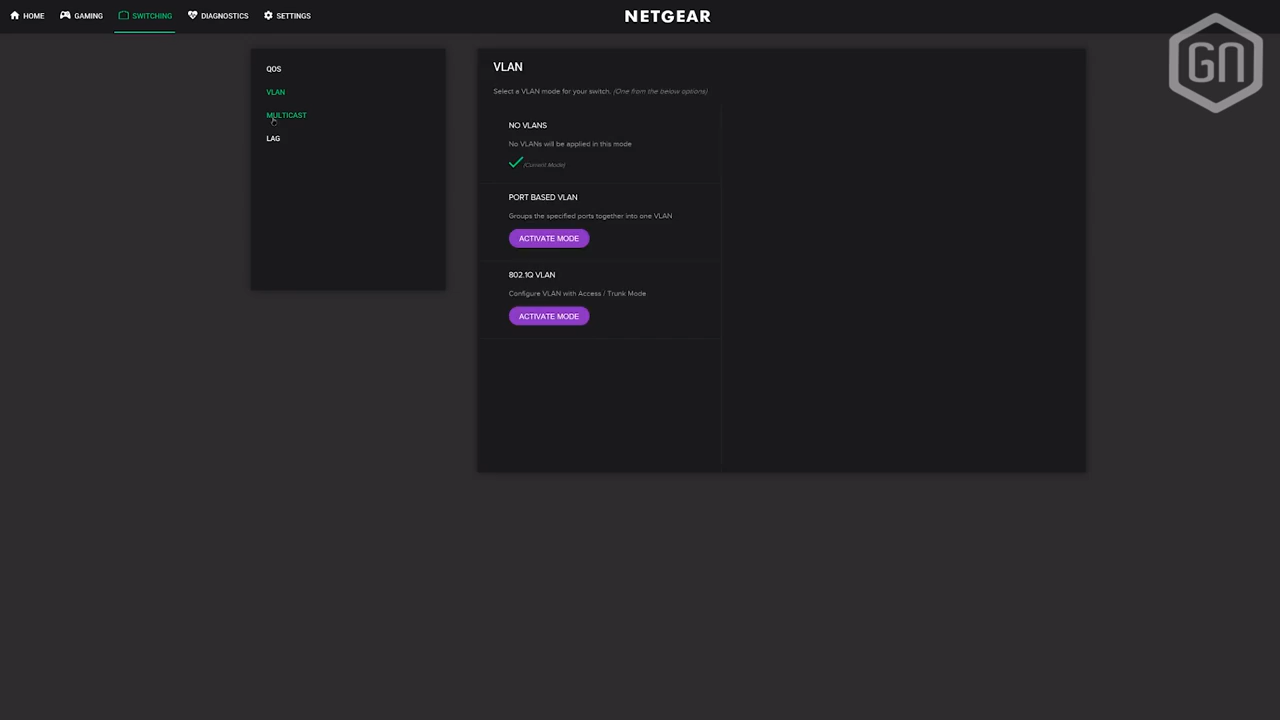 HOME GAMING SWITCHING DIAGNOSTICS SETTINGS
NETGEAR
GN
QOS
VLAN
MULTICAST
LAG
VLAN
Select a VLAN mode for your switch. (One from the below options)
NO VLANS
No VLANs will be applied in this mode
(Current Mode)
PORT BASED VLAN
Groups the specified ports together into one VLAN
ACTIVATE MODE
802.1Q VLAN
Configure VLAN with Access / Trunk Mode
ACTIVATE MODE